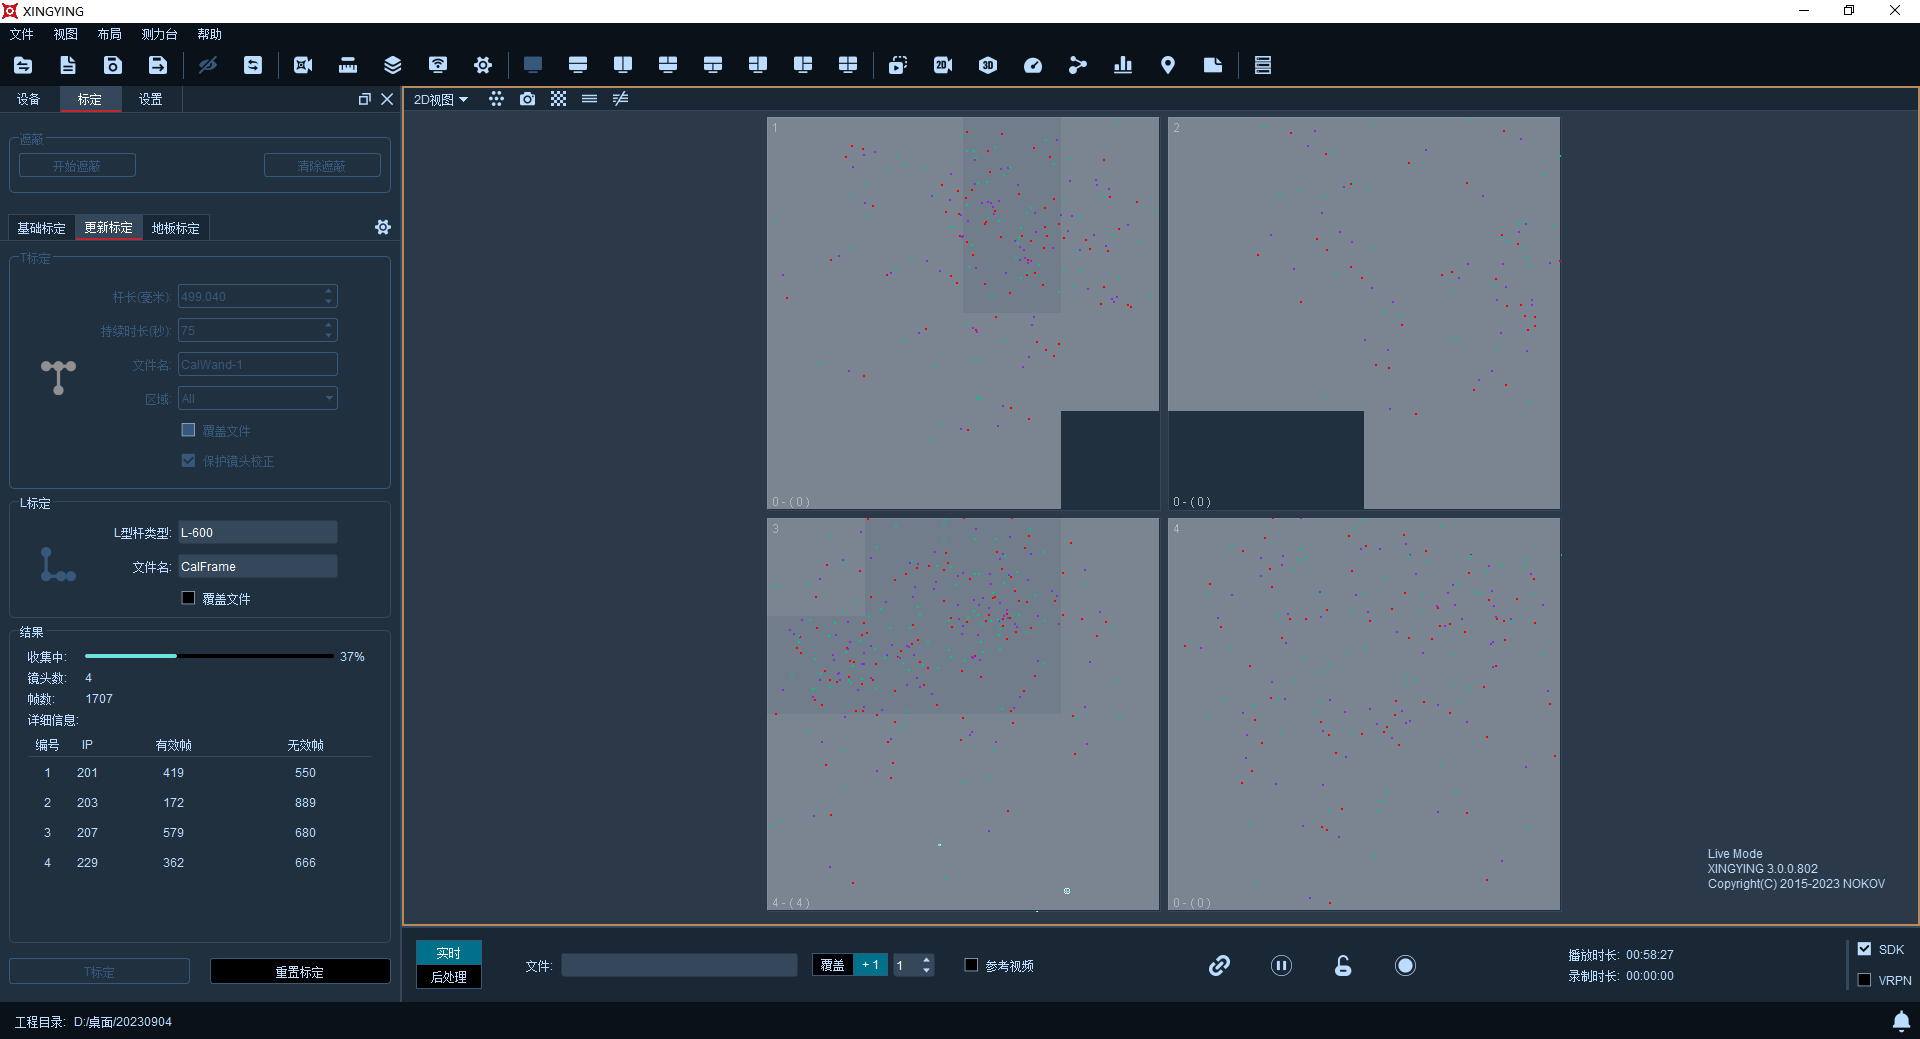 XINGYING
文件 视图 布局 测力台 帮助
2D 3D
设备 标定 设置
2D视图
遮蔽
开始遮蔽 清除遮蔽
基础标定 更新标定 地板标定
T标定
杆长(毫米): 499.040
持续时长(秒): 75
文件名: CalWand-1
区域: All
覆盖文件
保护镜头校正
L标定
L型杆类型: L-600
文件名: CalFrame
覆盖文件
结果
收集中: 37%
镜头数: 4
帧数: 1707
详细信息:
编号 IP 有效帧 无效帧
1 201 419 550
2 203 172 889
3 207 579 680
4 229 362 666
T标定 重置标定
1
0-(0)
2
0-(0)
3
4-(4)
4
0-(0)
Live Mode
XINGYING 3.0.0.802
Copyright(C) 2015-2023 NOKOV
实时
后处理
文件: 覆盖 +1 1 参考视频
播放时长: 00:58:27
录制时长: 00:00:00
SDK
VRPN
工程目录: D:/桌面/20230904